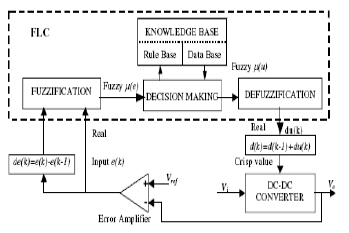 FLC
KNOWLEDGE BASE
Rule Base
Data Base
Fuzzy μ(u)
FUZZIFICATION
Fuzzy μ(e)
DECISION MAKING
DEFUZZIFICATION
Real
Real
du(k)
de(k)=e(k)-e(k-1)
Input e(k)
d(k)=d(k-1)+du(k)
Crisp value
Vref
+
-
Error Amplifier
Vi
DC-DC
CONVERTER
Vo